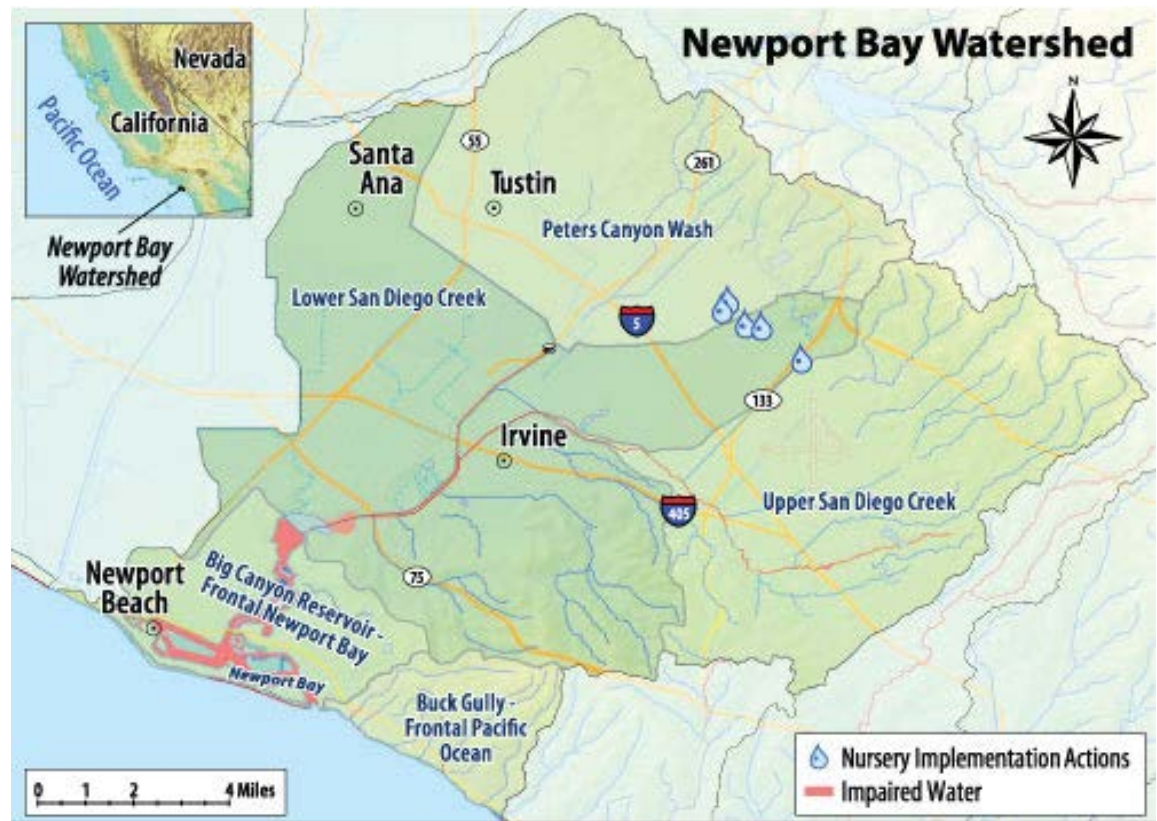 Newport Bay Watershed
Nevada
California
Pacific Ocean
Newport Bay
Watershed
N
Santa
Ana
55
Tustin
261
Peters Canyon Wash
Lower San Diego Creek
5
133
Irvine
405
Upper San Diego Creek
75
Newport
Beach
Big Canyon Reservoir -
Frontal Newport Bay
Newport Bay
Buck Gully -
Frontal Pacific
Ocean
Nursery Implementation Actions
Impaired Water
0 1 2 4 Miles